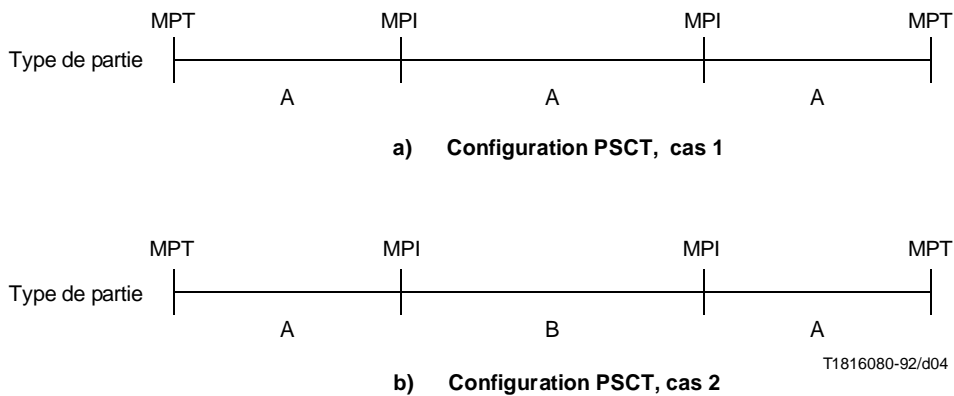 MPT MPI MPI MPT
Type de partie
A A A
a) Configuration PSCT, cas 1
MPT MPI MPI MPT
Type de partie
A B A
T1816080-92/d04
b) Configuration PSCT, cas 2